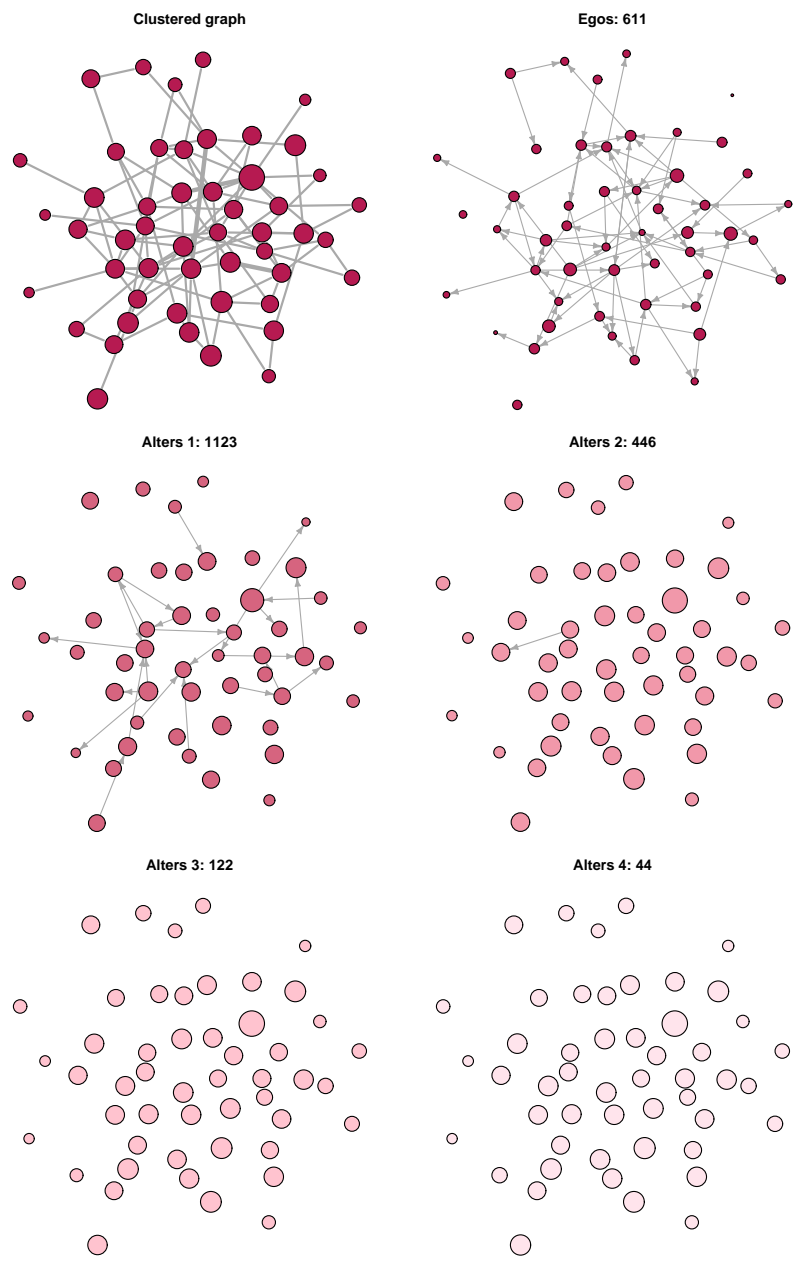 Clustered graph
Egos: 611
Alters 1: 1123
Alters 2: 446
Alters 3: 122
Alters 4: 44